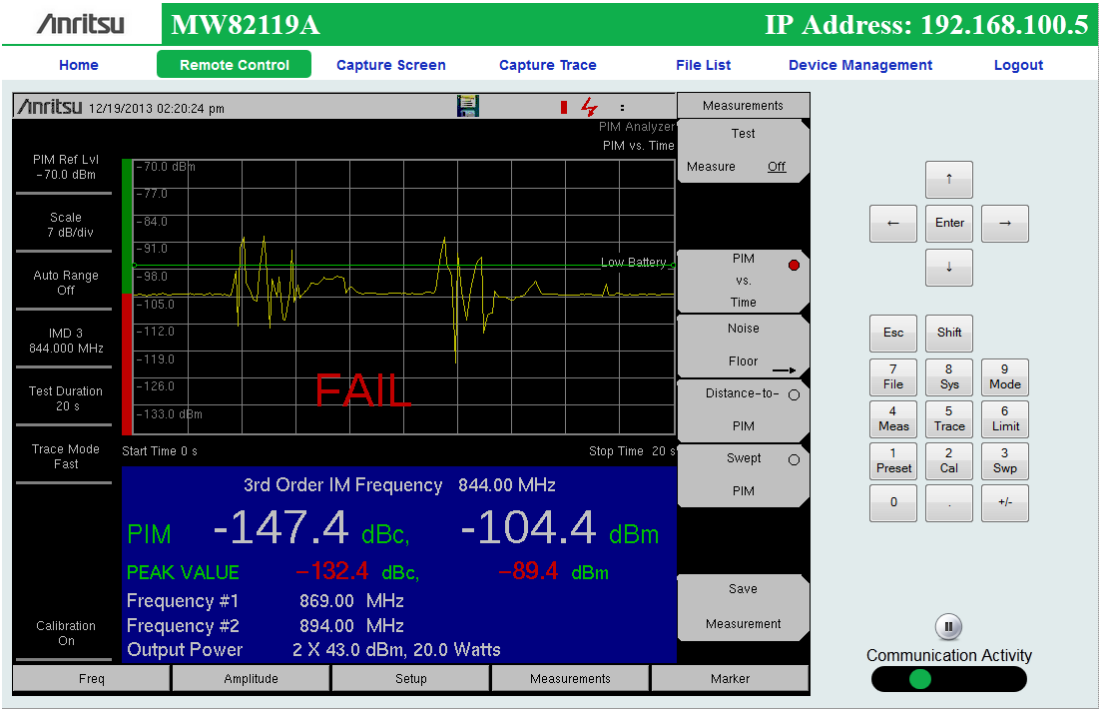 Anritsu MW82119A IP Address: 192.168.100.5
Home Remote Control Capture Screen Capture Trace File List Device Management Logout
Anritsu 12/19/2013 02:20:24 pm
:
PIM Analyzer
PIM vs. Time
PIM Ref Lvl
-70.0 dBm
Scale
7 dB/div
Auto Range
Off
IMD 3
844.000 MHz
Test Duration
20 s
Trace Mode
Fast
Calibration
On
-70.0 dBm
-77.0
-84.0
-91.0
Low Battery
-98.0
-105.0
-112.0
-119.0
-126.0
-133.0 dBm
FAIL
Start Time 0 s Stop Time 20 s
3rd Order IM Frequency 844.00 MHz
PIM -147.4 dBc, -104.4 dBm
PEAK VALUE -132.4 dBc, -89.4 dBm
Frequency #1 869.00 MHz
Frequency #2 894.00 MHz
Output Power 2 X 43.0 dBm, 20.0 Watts
Measurements
Test
Measure Off
PIM
vs.
Time
Noise
Floor
Distance-to-
PIM
Swept
PIM
Save
Measurement
Freq Amplitude Setup Measurements Marker
↑
← Enter →
↓
Esc Shift
7 8 9
File Sys Mode
4 5 6
Meas Trace Limit
1 2 3
Preset Cal Swp
0 . +/-
Communication Activity